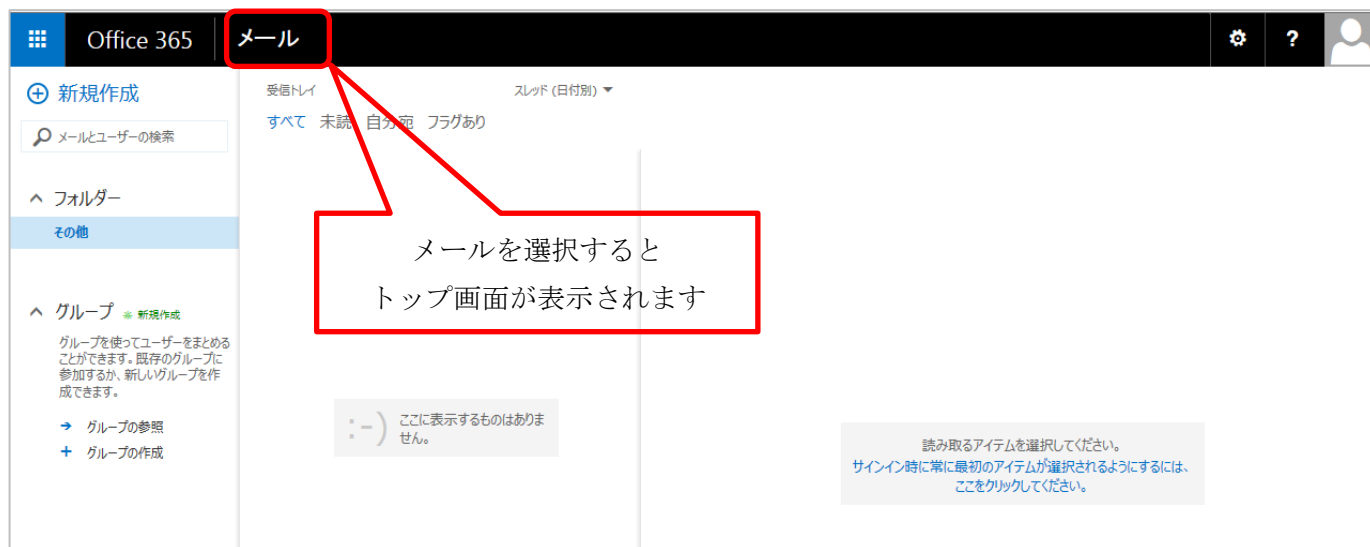 Office 365
メール
?
新規作成
メールとユーザーの検索
フォルダー
その他
グループ
新規作成
グループを使ってユーザーをまとめる
ことができます。既存のグループに
参加するか、新しいグループを作
成できます。
グループの参照
グループの作成
受信トレイ
スレッド (日付別)
すべて 未読 自分宛 フラグあり
メールを選択すると
トップ画面が表示されます
:-)
ここに表示するものはありま
せん。
読み取るアイテムを選択してください。
サインイン時に常に最初のアイテムが選択されるようにするには、
ここをクリックしてください。